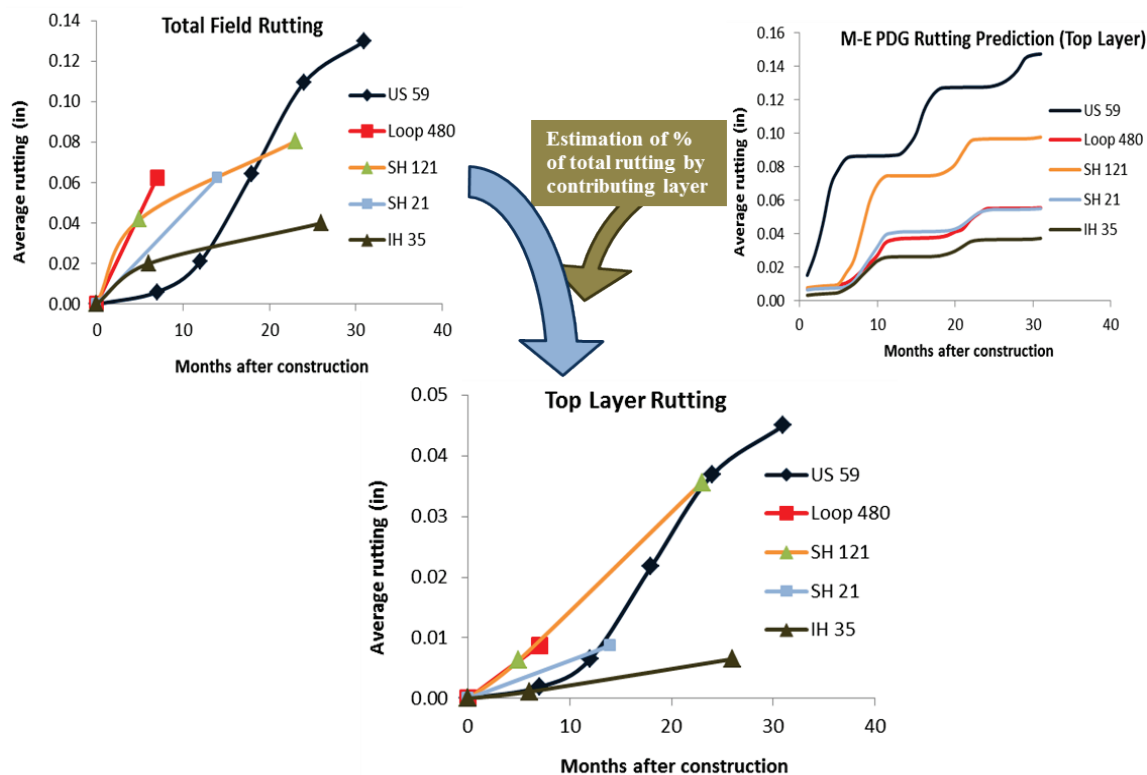 Total Field Rutting
0.14
0.12
0.10
0.08
0.06
0.04
0.02
0.00
Average rutting (in)
US 59
Loop 480
SH 121
SH 21
IH 35
0
10
20
30
40
Months after construction
Estimation of %
of total rutting by
contributing layer
M-E PDG Rutting Prediction (Top Layer)
0.16
0.14
0.12
0.10
0.08
0.06
0.04
0.02
0.00
Average rutting (in)
US 59
Loop 480
SH 121
SH 21
IH 35
0
10
20
30
40
Months after construction
Top Layer Rutting
0.05
0.04
0.03
0.02
0.01
0.00
Average rutting (in)
US 59
Loop 480
SH 121
SH 21
IH 35
0
10
20
30
40
Months after construction